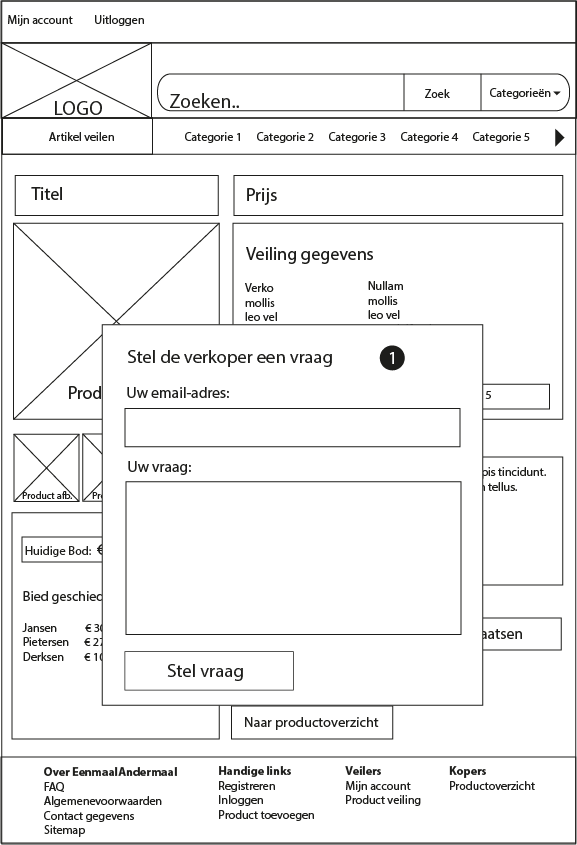 Mijn account Uitloggen
LOGO
Zoeken..
Zoek
Categorieën
Artikel veilen
Categorie 1 Categorie 2 Categorie 3 Categorie 4 Categorie 5
Titel
Prijs
Veiling gegevens
Verko
mollis
leo vel
Nullam
mollis
leo vel
Stel de verkoper een vraag
1
Uw email-adres:
Uw vraag:
Stel vraag
Prod
5
Product afb.
Pr
pis tincidunt.
tellus.
Huidige Bod: €
Bied geschied
Jansen € 30
Pietersen € 27
Derksen € 10
aatsen
Naar productoverzicht
Over EenmaalAndermaal
FAQ
Algemenevoorwaarden
Contact gegevens
Sitemap
Handige links
Registreren
Inloggen
Product toevoegen
Veilers
Mijn account
Product veiling
Kopers
Productoverzicht